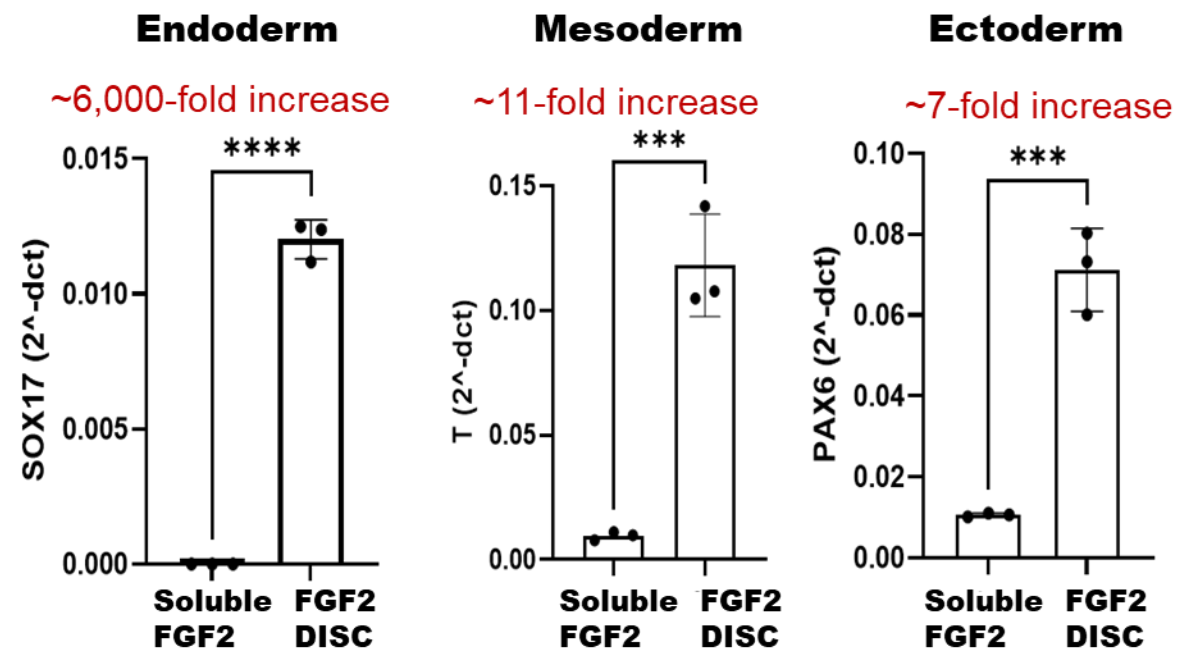 Endoderm
~6,000-fold increase
****
0.015
0.010
0.005
0.000
SOX17 (2^-dct)
Soluble FGF2
FGF2 DISC
Mesoderm
~11-fold increase
***
0.15
0.10
0.05
0.00
T (2^-dct)
Soluble FGF2
FGF2 DISC
Ectoderm
~7-fold increase
***
0.10
0.08
0.06
0.04
0.02
0.00
PAX6 (2^-dct)
Soluble FGF2
FGF2 DISC